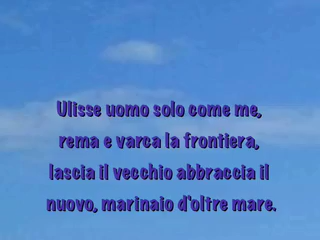 Ulisse uomo solo come me,
rema e varca la frontiera,
lascia il vecchio abbraccia il
nuovo, marinaio d'oltre mare.